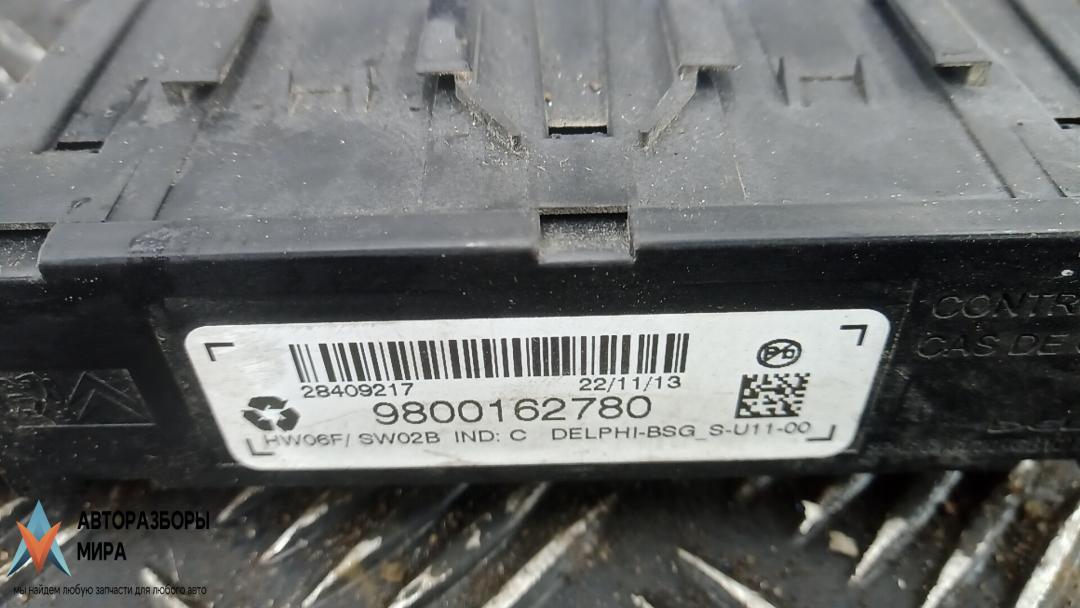 CONTR
CAS DE
28409217
22/11/13
9800162780
HW06F/ SW02B IND: C DELPHI-BSG_S-U11-00
Pb
АВТОРАЗБОРЫ
МИРА
мы найдем любую запчасти для любого авто